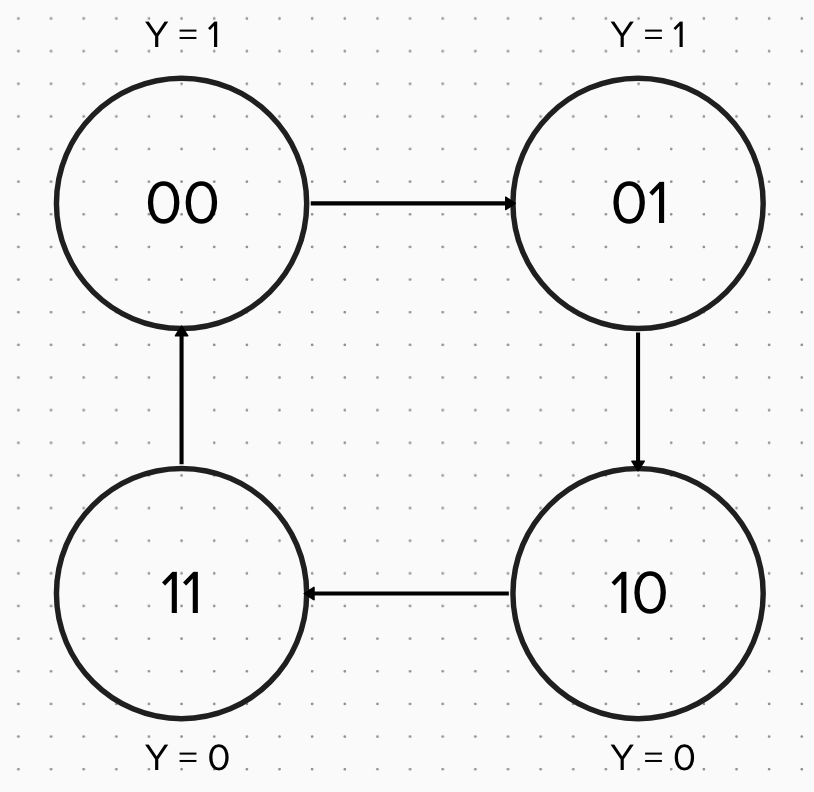 Y = 1
Y = 1
00
01
11
10
Y = 0
Y = 0